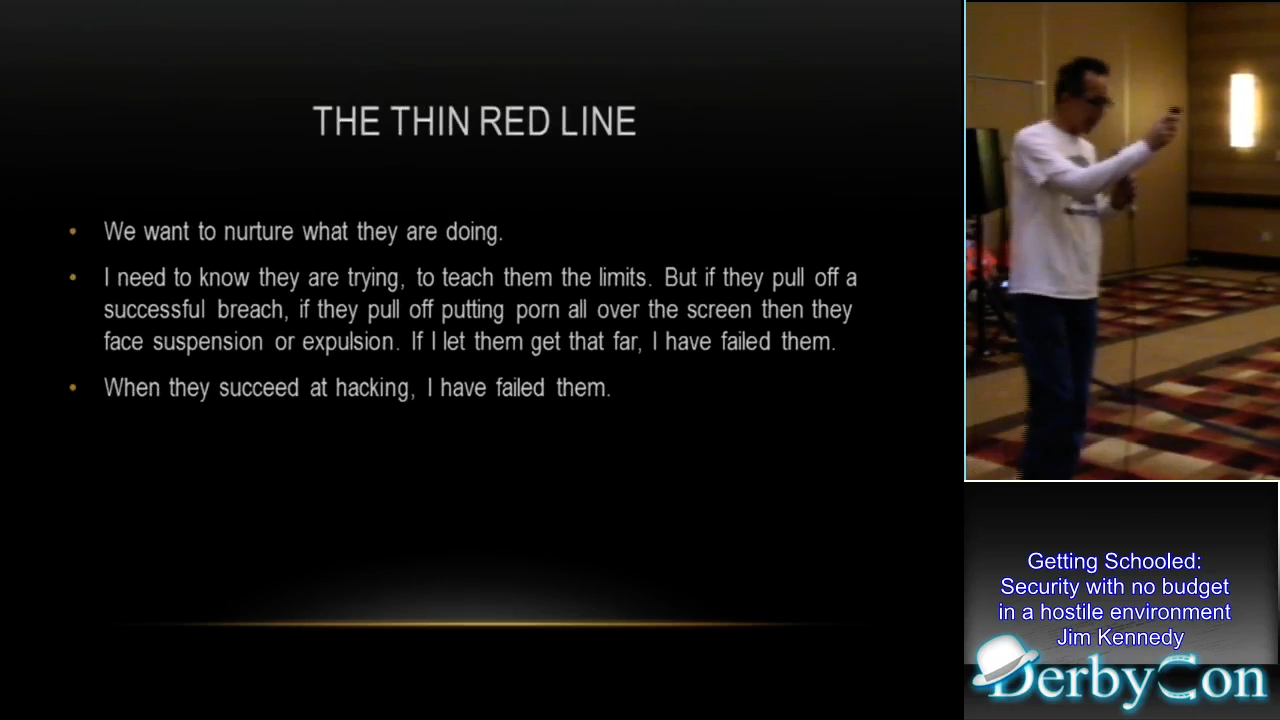 THE THIN RED LINE
• We want to nurture what they are doing.
• I need to know they are trying, to teach them the limits. But if they pull off a
successful breach, if they pull off putting porn all over the screen then they
face suspension or expulsion. If I let them get that far, I have failed them.
• When they succeed at hacking, I have failed them.
Getting Schooled:
Security with no budget
in a hostile environment
Jim Kennedy
DerbyCon